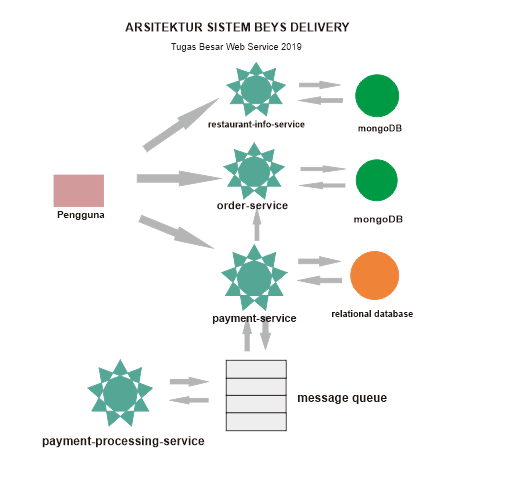 ARSITEKTUR SISTEM BEYS DELIVERY
Tugas Besar Web Service 2019
restaurant-info-service
mongoDB
order-service
mongoDB
Pengguna
payment-service
relational database
message queue
payment-processing-service